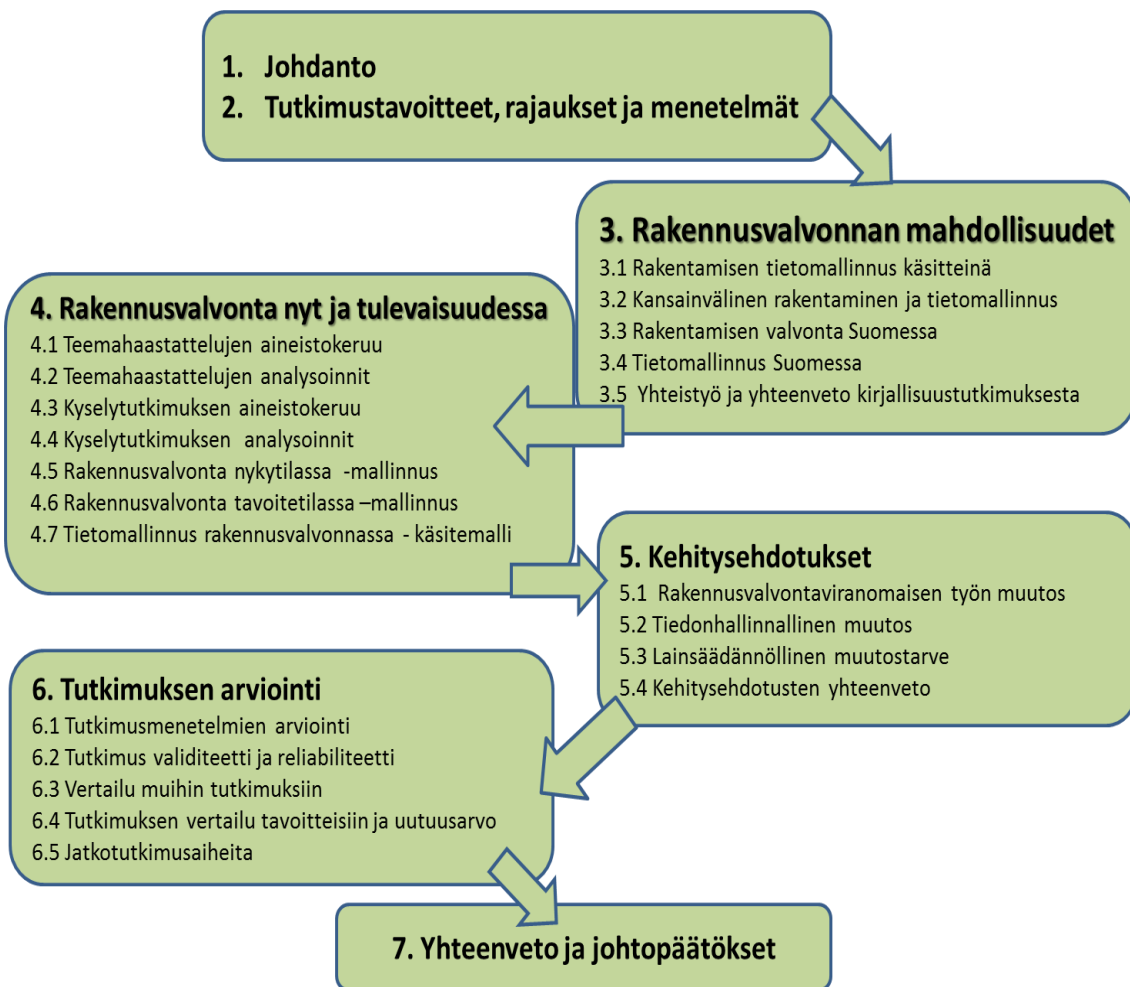 1. Johdanto
2. Tutkimustavoitteet, rajaukset ja menetelmät
3. Rakennusvalvonnan mahdollisuudet
3.1 Rakentamisen tietomallinnus käsitteinä
3.2 Kansainvälinen rakentaminen ja tietomallinnus
3.3 Rakentamisen valvonta Suomessa
3.4 Tietomallinnus Suomessa
3.5 Yhteistyö ja yhteenveto kirjallisuustutkimuksesta
4. Rakennusvalvonta nyt ja tulevaisuudessa
4.1 Teemahaastattelujen aineistokeruu
4.2 Teemahaastattelujen analysoinnit
4.3 Kyselytutkimuksen aineistokeruu
4.4 Kyselytutkimuksen analysoinnit
4.5 Rakennusvalvonta nykytilassa -mallinnus
4.6 Rakennusvalvonta tavoitetilassa –mallinnus
4.7 Tietomallinnus rakennusvalvonnassa - käsitemalli
5. Kehitysehdotukset
5.1 Rakennusvalvontaviranomaisen työn muutos
5.2 Tiedonhallinnallinen muutos
5.3 Lainsäädännöllinen muutostarve
5.4 Kehitysehdotusten yhteenveto
6. Tutkimuksen arviointi
6.1 Tutkimusmenetelmien arviointi
6.2 Tutkimus validiteetti ja reliabiliteetti
6.3 Vertailu muihin tutkimuksiin
6.4 Tutkimuksen vertailu tavoitteisiin ja uutuusarvo
6.5 Jatkotutkimusaiheita
7. Yhteenveto ja johtopäätökset